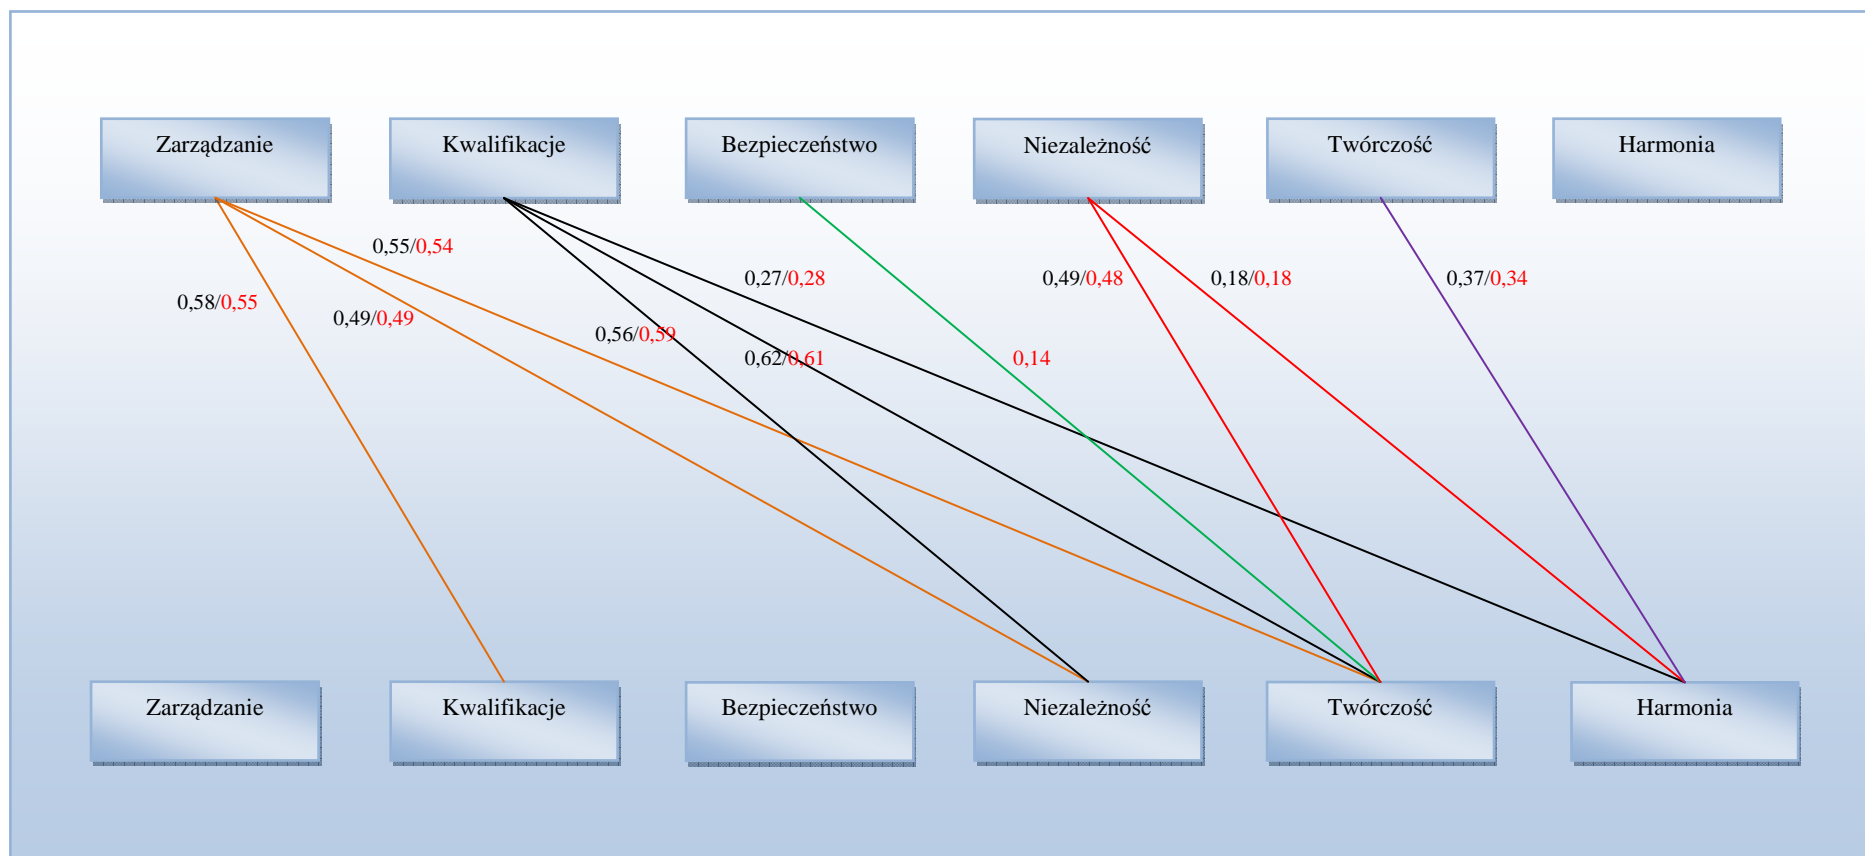 Zarządzanie
Kwalifikacje
Bezpieczeństwo
Niezależność
Twórczość
Harmonia
0,55/0,54
0,27/0,28
0,49/0,48
0,18/0,18
0,37/0,34
0,58/0,55
0,49/0,49
0,56/0,59
0,62/0,61
0,14
Zarządzanie
Kwalifikacje
Bezpieczeństwo
Niezależność
Twórczość
Harmonia